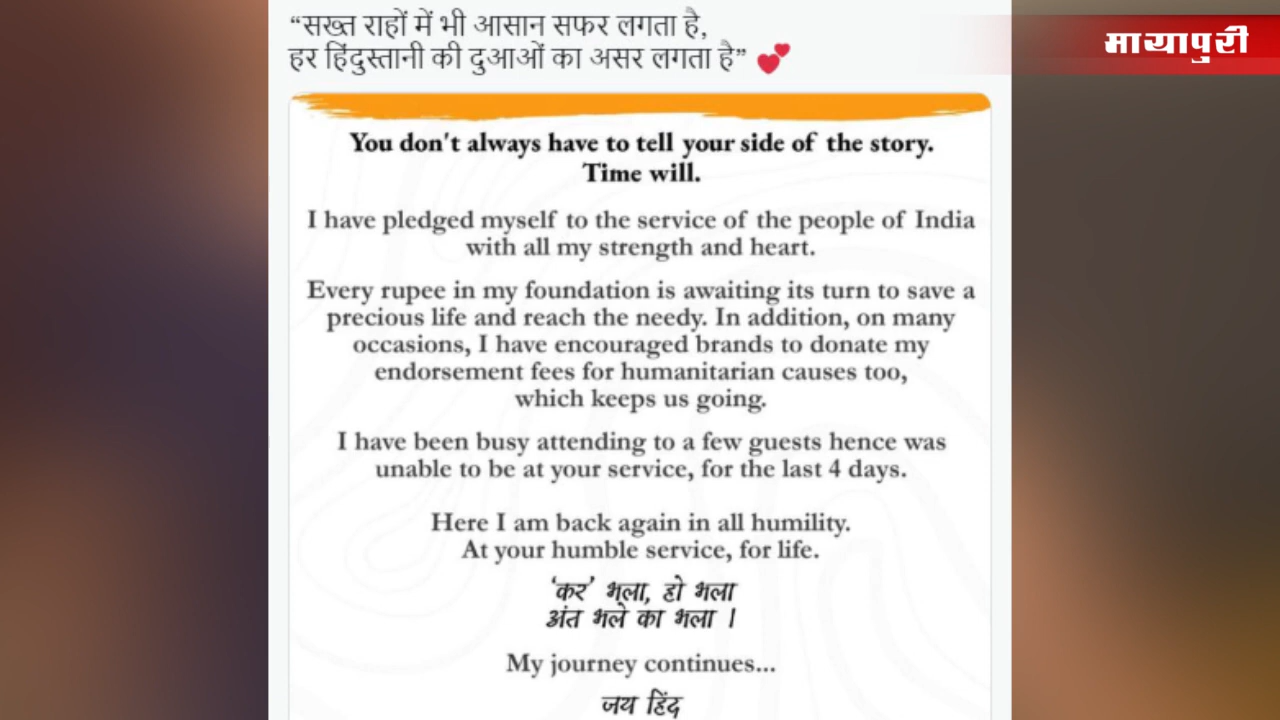 “सख्त राहों में भी आसान सफर लगता है,
हर हिंदुस्तानी की दुआओं का असर लगता है” 💕
मायापुरी
You don't always have to tell your side of the story.
Time will.
I have pledged myself to the service of the people of India
with all my strength and heart.
Every rupee in my foundation is awaiting its turn to save a
precious life and reach the needy. In addition, on many
occasions, I have encouraged brands to donate my
endorsement fees for humanitarian causes too,
which keeps us going.
I have been busy attending to a few guests hence was
unable to be at your service, for the last 4 days.
Here I am back again in all humility.
At your humble service, for life.
‘कर’ भला, हो भला
अंत भले का भला ।
My journey continues...
जय हिंद